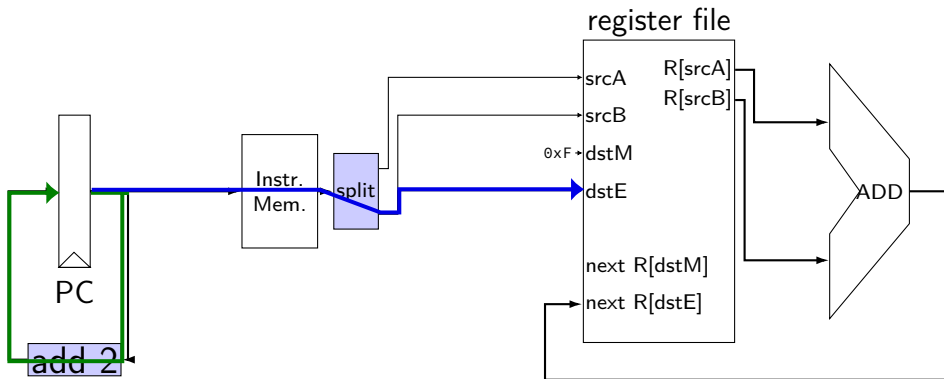 register file
srcA
R[srcA]
R[srcB]
srcB
0xF
dstM
Instr.
Mem.
split
dstE
ADD
next R[dstM]
PC
next R[dstE]
add 2